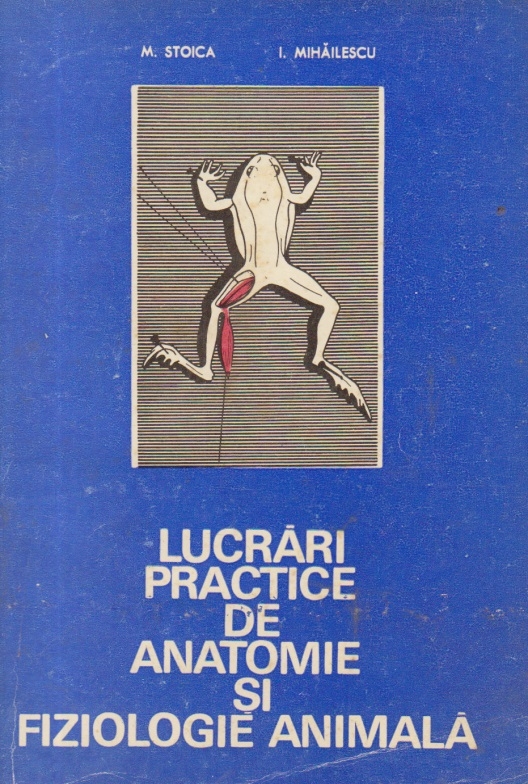 M. STOICA I. MIHĂILESCU
LUCRĂRI
PRACTICE
DE
ANATOMIE
ȘI
FIZIOLOGIE ANIMALĂ